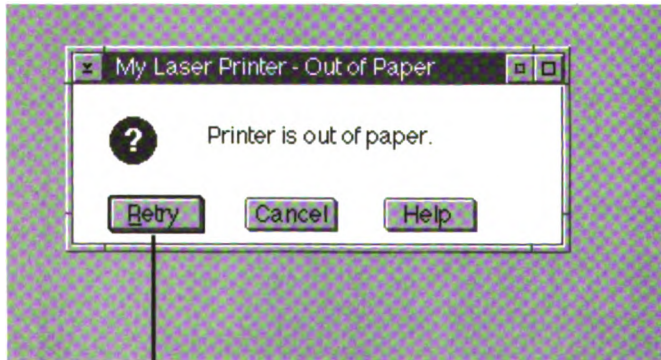 My Laser Printer - Out of Paper
Printer is out of paper.
Retry Cancel Help